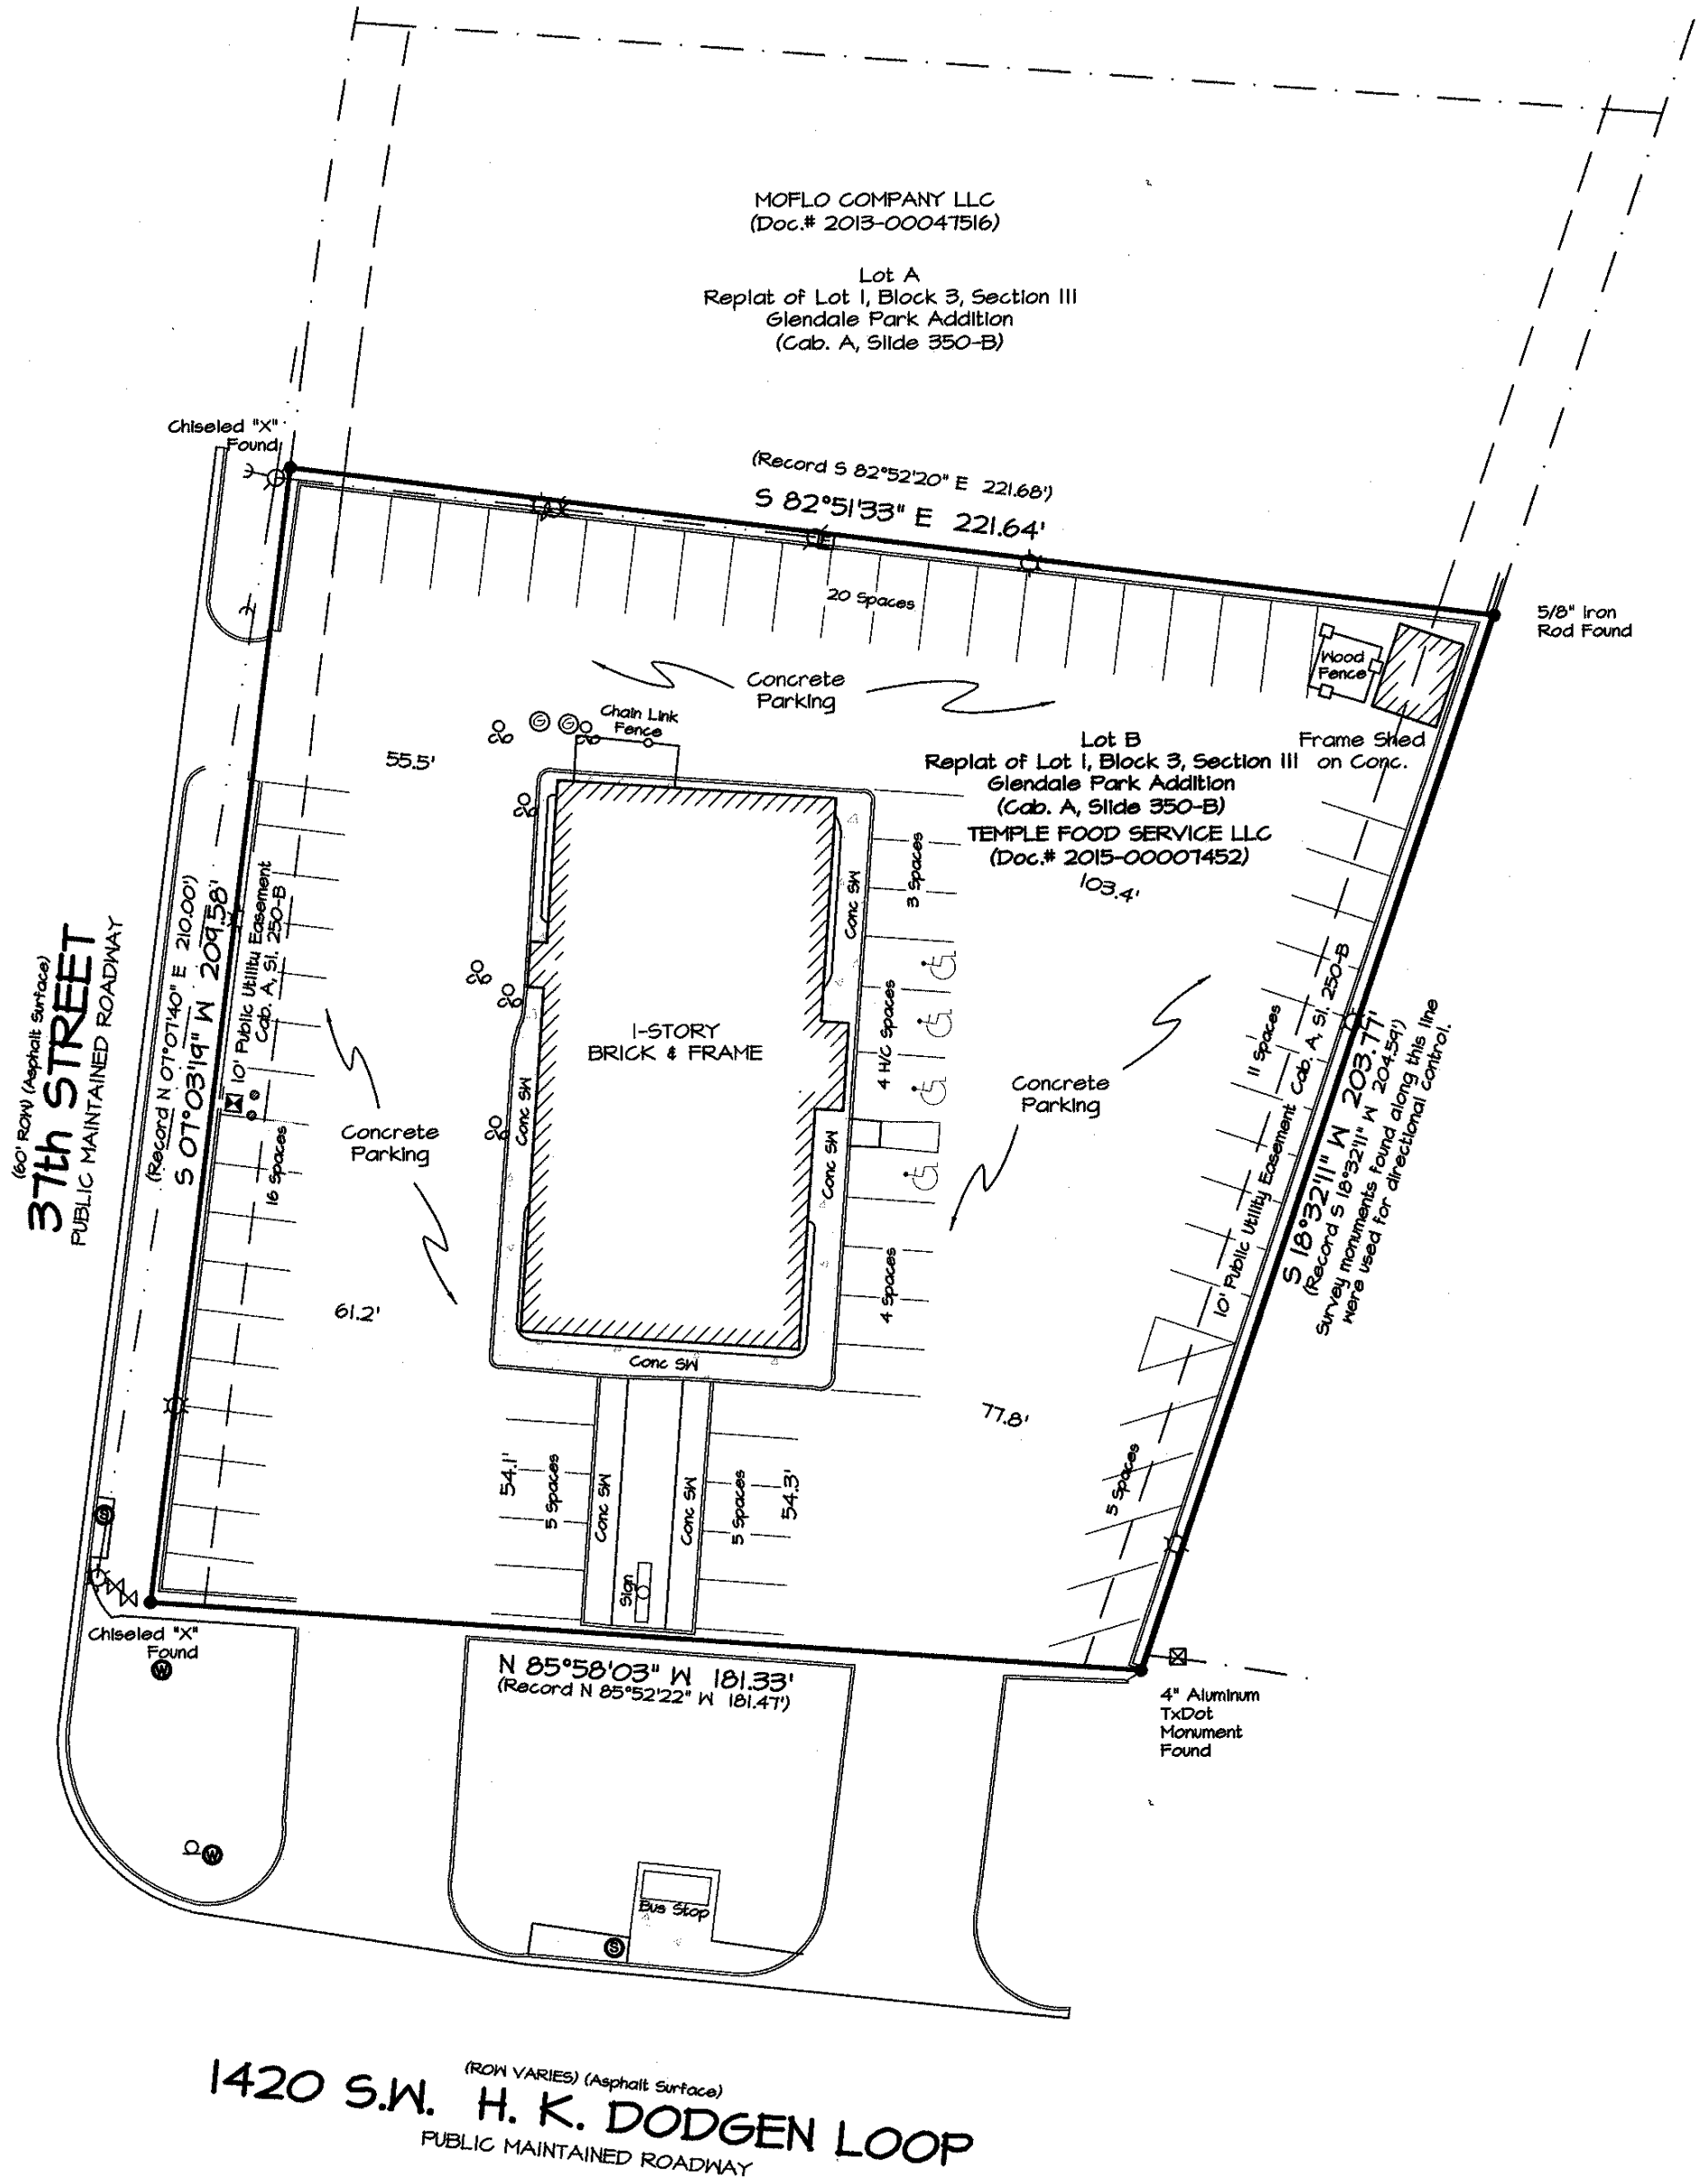 MOFLO COMPANY LLC
(Doc.# 2013-00047516)
Lot A
Replat of Lot 1, Block 3, Section III
Glendale Park Addition
(Cab. A, Slide 350-B)
Chiseled "X"
Found
(Record S 82°52'20" E 221.68')
S 82°51'33" E 221.64'
20 Spaces
5/8" Iron
Rod Found
Wood
Fence
Concrete
Parking
Chain Link
Fence
G
G
Frame Shed
on Conc.
55.5'
Lot B
Replat of Lot 1, Block 3, Section III
Glendale Park Addition
(Cab. A, Slide 350-B)
TEMPLE FOOD SERVICE LLC
(Doc.# 2015-00007452)
103.4'
3 Spaces
Conc SW
4 H/C Spaces
1-STORY
BRICK & FRAME
Conc SW
Conc SW
Concrete
Parking
Concrete
Parking
11 Spaces
10' Public Utility Easement Cab. A, Sl. 250-B
S 18°32'11" W 203.77'
(Record S 18°32'11" W 204.59')
Survey monuments found along this line
were used for directional control.
(60' ROW) (Asphalt Surface)
37th STREET
PUBLIC MAINTAINED ROADWAY
(Record N 07°07'40" E 210.00')
S 07°03'19" W 209.58'
10' Public Utility Easement
Cab. A, Sl. 250-B
16 Spaces
61.2'
4 Spaces
Conc SW
77.8'
54.1'
5 Spaces
Conc SW
Conc SW
5 Spaces
54.3'
5 Spaces
Sign
S
Chiseled "X"
Found
W
N 85°58'03" W 181.33'
(Record N 85°52'22" W 181.47')
4" Aluminum
TxDot
Monument
Found
W
Bus Stop
S
(ROW VARIES) (Asphalt Surface)
1420 S.W. H. K. DODGEN LOOP
PUBLIC MAINTAINED ROADWAY